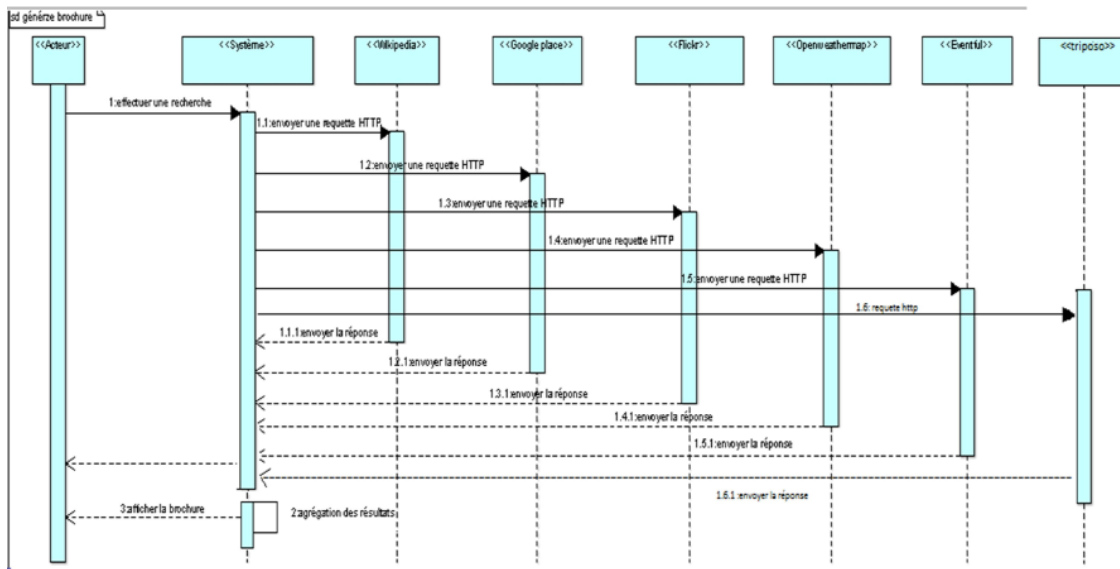 sd générze brochure
<<Acteur>>
<<Système>>
<<Wikipedia>>
<<Google place>>
<<Flickr>>
<<Openweathermap>>
<<Eventful>>
<<triposo>>
1:effectuer une recherche
1.1:envoyer une requette HTTP
1.2:envoyer une requette HTTP
1.3:envoyer une requette HTTP
1.4:envoyer une requette HTTP
1.5:envoyer une requette HTTP
1.6: requete http
1.1.1:envoyer la réponse
1.2.1:envoyer la réponse
1.3.1:envoyer la réponse
1.4.1:envoyer la réponse
1.5.1:envoyer la réponse
1.6.1 :envoyer la réponse
3:afficher la brochure
2:agrégation des résultats